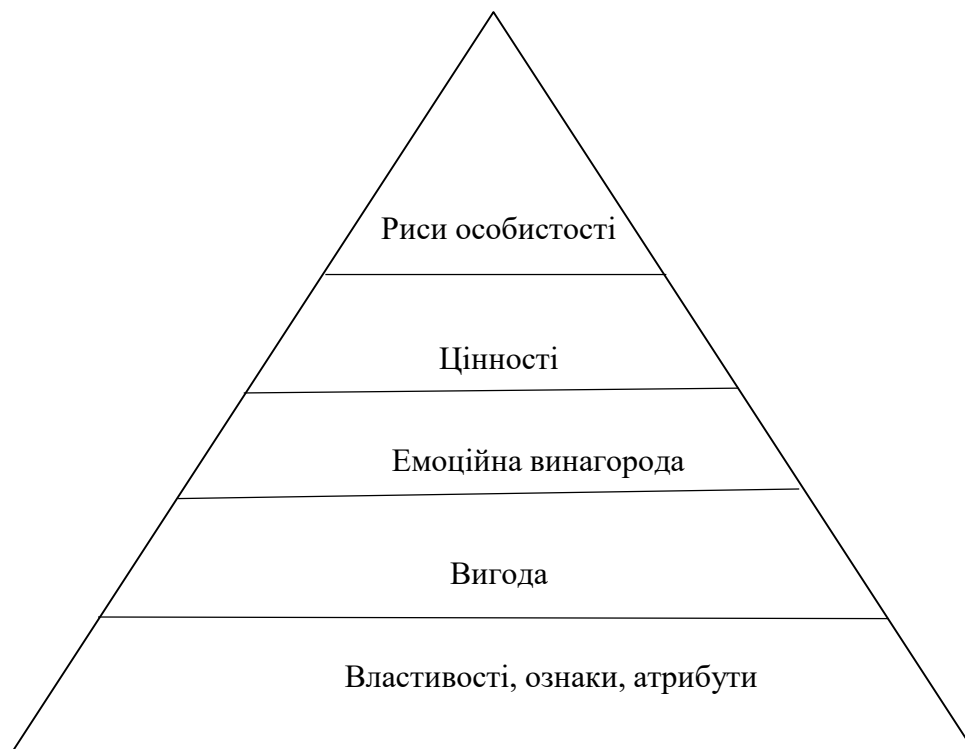 Риси особистості
Цінності
Емоційна винагорода
Вигода
Властивості, ознаки, атрибути